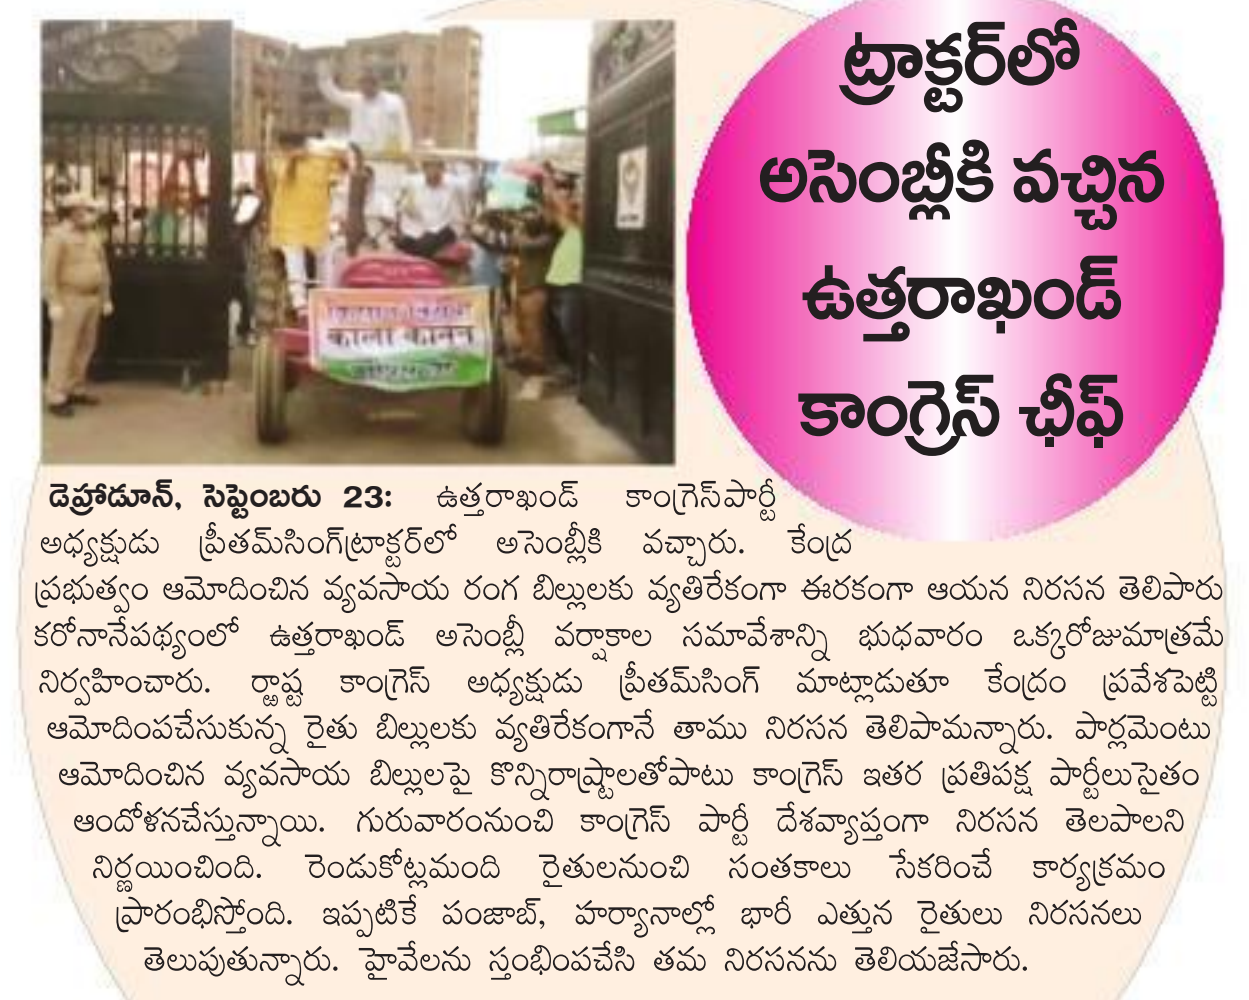 ట్రాక్టర్‌లో
అసెంబ్లీకి వచ్చిన
ఉత్తరాఖండ్
కాంగ్రెస్ ఛీఫ్
काला कानून
డెహ్రాడూన్, సెప్టెంబరు 23: ఉత్తరాఖండ్ కాంగ్రెస్‌పార్టీ
అధ్యక్షుడు ప్రీతమ్‌సింగ్‌ట్రాక్టర్‌లో అసెంబ్లీకి వచ్చారు. కేంద్ర
ప్రభుత్వం ఆమోదించిన వ్యవసాయ రంగ బిల్లులకు వ్యతిరేకంగా ఈరకంగా ఆయన నిరసన తెలిపారు
కరోనానేపథ్యంలో ఉత్తరాఖండ్ అసెంబ్లీ వర్షాకాల సమావేశాన్ని భుధవారం ఒక్కరోజుమాత్రమే
నిర్వహించారు. రాష్ట్ర కాంగ్రెస్ అధ్యక్షుడు ప్రీతమ్‌సింగ్ మాట్లాడుతూ కేంద్రం ప్రవేశపెట్టి
ఆమోదింపచేసుకున్న రైతు బిల్లులకు వ్యతిరేకంగానే తాము నిరసన తెలిపామన్నారు. పార్లమెంటు
ఆమోదించిన వ్యవసాయ బిల్లులపై కొన్నిరాష్ట్రాలతోపాటు కాంగ్రెస్ ఇతర ప్రతిపక్ష పార్టీలుసైతం
ఆందోళనచేస్తున్నాయి. గురువారంనుంచి కాంగ్రెస్ పార్టీ దేశవ్యాప్తంగా నిరసన తెలపాలని
నిర్ణయించింది. రెండుకోట్లమంది రైతులనుంచి సంతకాలు సేకరించే కార్యక్రమం
ప్రారంభిస్తోంది. ఇప్పటికే పంజాబ్, హర్యానాల్లో భారీ ఎత్తున రైతులు నిరసనలు
తెలుపుతున్నారు. హైవేలను స్తంభింపచేసి తమ నిరసనను తెలియజేసారు.